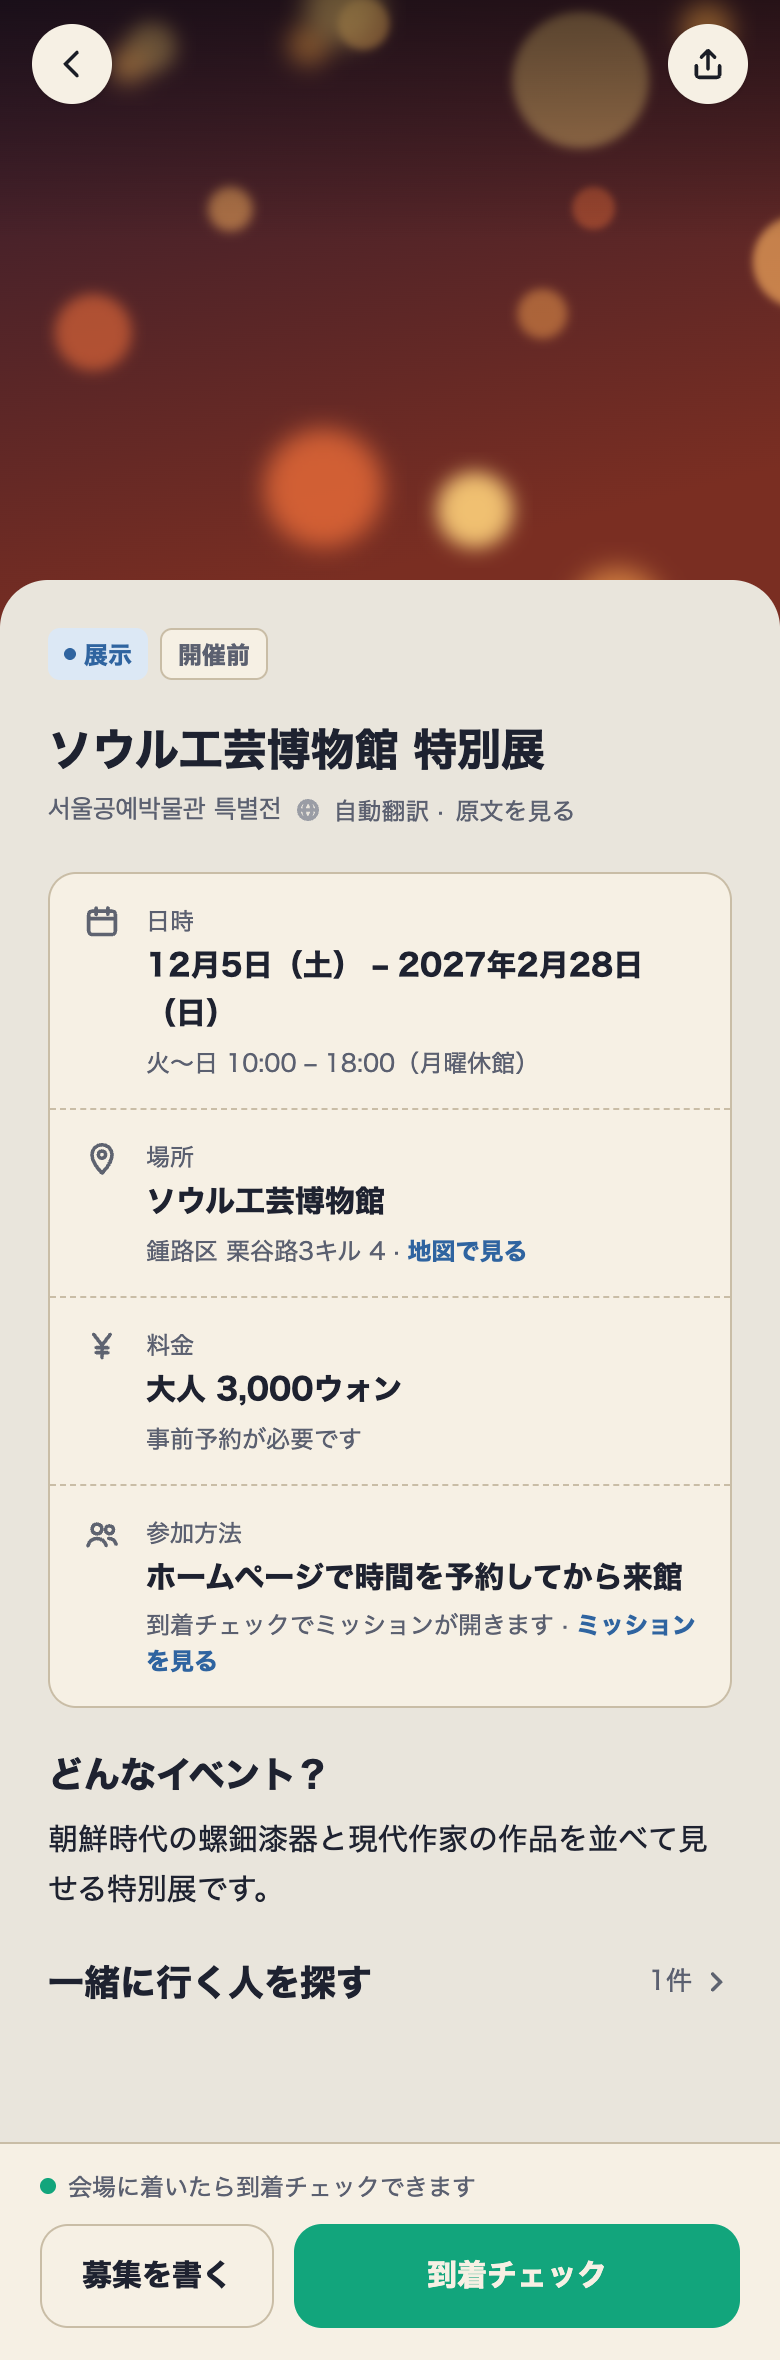 展示
開催前
ソウル工芸博物館 特別展
서울공예박물관 특별전 自動翻訳 · 原文を見る
日時
12月5日（土） – 2027年2月28日
（日）
火〜日 10:00 – 18:00（月曜休館）
場所
ソウル工芸博物館
鍾路区 栗谷路3キル 4 · 地図で見る
料金
大人 3,000ウォン
事前予約が必要です
参加方法
ホームページで時間を予約してから来館
到着チェックでミッションが開きます · ミッション
を見る
どんなイベント？
朝鮮時代の螺鈿漆器と現代作家の作品を並べて見
せる特別展です。
一緒に行く人を探す 1件
会場に着いたら到着チェックできます
募集を書く 到着チェック